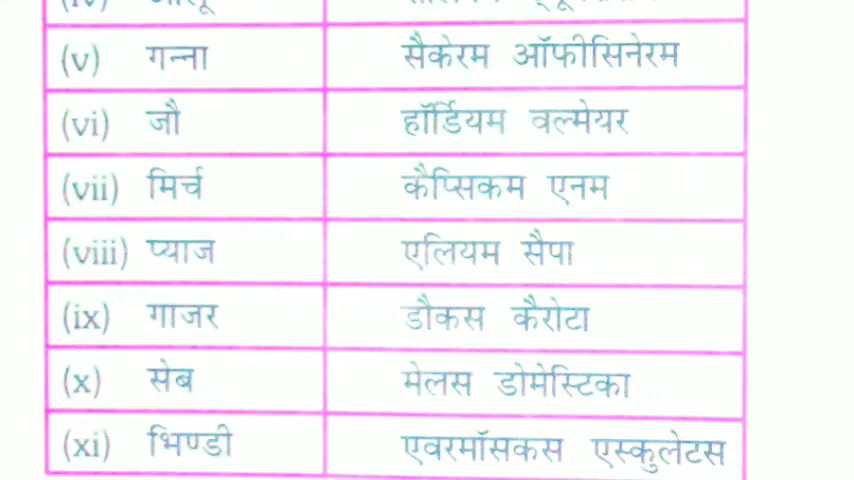 (v) गन्ना सैकेरम ऑफीसिनेरम
(vi) जौ हॉर्डियम वल्मेयर
(vii) मिर्च कैप्सिकम एनम
(viii) प्याज एलियम सैपा
(ix) गाजर डौकस कैरोटा
(x) सेब मेलस डोमेस्टिका
(xi) भिण्डी एवरमॉसकस एस्कुलेटस